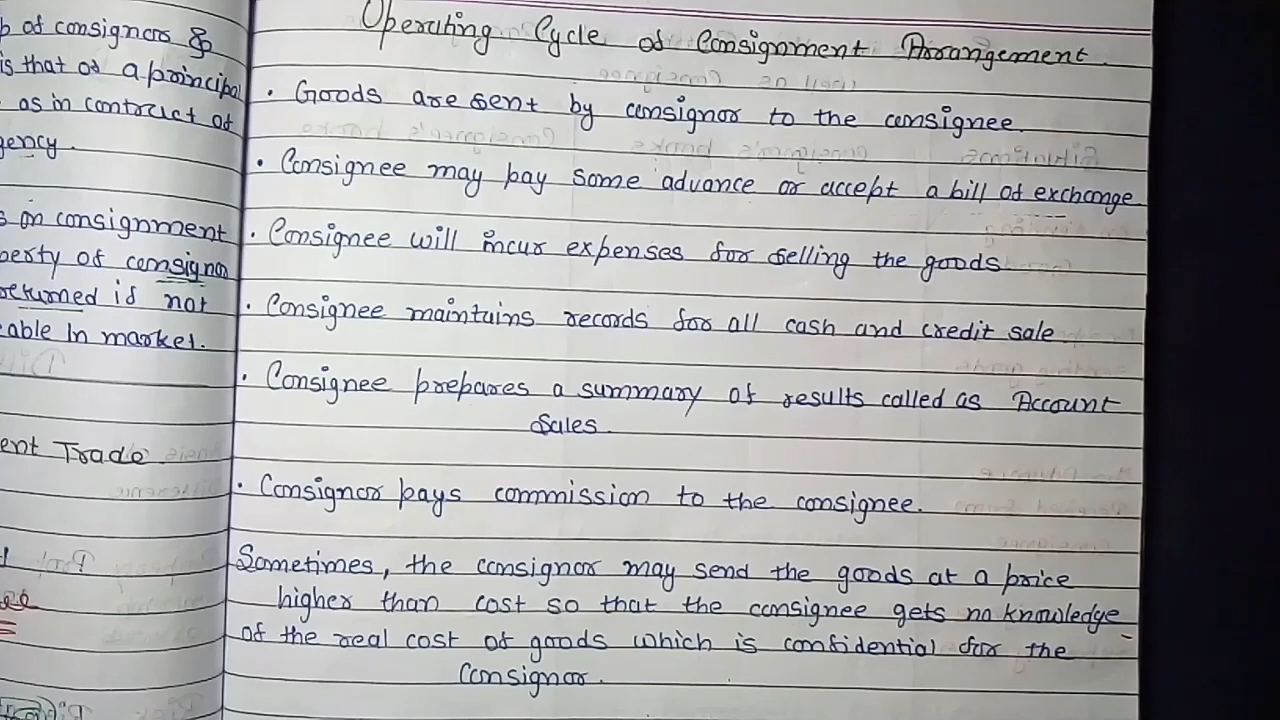 of consignors &
is that of a principal
as in contract of
gency.
on consignment
perty of consignor
returned is not
able In market.
ent Trade
Operating Cycle of Consignment Arrangement.
• Goods are sent by consignor to the consignee.
• Consignee may pay some advance or accept a bill of exchange
• Consignee will incur expenses for selling the goods
• Consignee maintains records for all cash and credit sale
• Consignee prepares a summary of results called as Account
Sales.
• Consignor pays commission to the consignee.
Sometimes, the consignor may send the goods at a price
higher than cost so that the consignee gets no knowledge
of the real cost of goods which is confidential for the
Consignor.